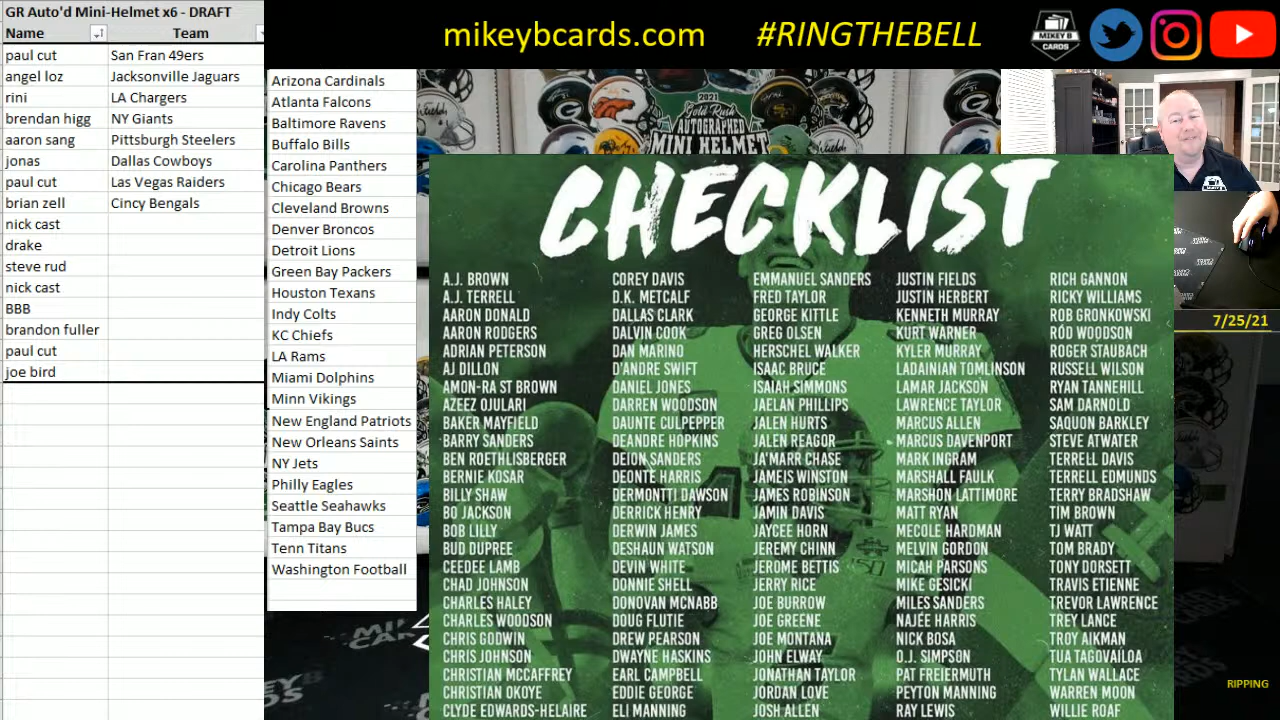 GR Auto'd Mini-Helmet x6 - DRAFT
Name Team
paul cut San Fran 49ers
angel loz Jacksonville Jaguars
rini LA Chargers
brendan higg NY Giants
aaron sang Pittsburgh Steelers
jonas Dallas Cowboys
paul cut Las Vegas Raiders
brian zell Cincy Bengals
nick cast
drake
steve rud
nick cast
BBB
brandon fuller
paul cut
joe bird
Arizona Cardinals
Atlanta Falcons
Baltimore Ravens
Buffalo Bills
Carolina Panthers
Chicago Bears
Cleveland Browns
Denver Broncos
Detroit Lions
Green Bay Packers
Houston Texans
Indy Colts
KC Chiefs
LA Rams
Miami Dolphins
Minn Vikings
New England Patriots
New Orleans Saints
NY Jets
Philly Eagles
Seattle Seahawks
Tampa Bay Bucs
Tenn Titans
Washington Football
mikeybcards.com #RINGTHEBELL
MIKEY B
CARDS
2021
Gold Rush
AUTOGRAPHED
MINI HELMET
CHECKLIST
A.J. BROWN
A.J. TERRELL
AARON DONALD
AARON RODGERS
ADRIAN PETERSON
AJ DILLON
AMON-RA ST BROWN
AZEEZ OJULARI
BAKER MAYFIELD
BARRY SANDERS
BEN ROETHLISBERGER
BERNIE KOSAR
BILLY SHAW
BO JACKSON
BOB LILLY
BUD DUPREE
CEEDEE LAMB
CHAD JOHNSON
CHARLES HALEY
CHARLES WOODSON
CHRIS GODWIN
CHRIS JOHNSON
CHRISTIAN MCCAFFREY
CHRISTIAN OKOYE
CLYDE EDWARDS-HELAIRE
COREY DAVIS
D.K. METCALF
DALLAS CLARK
DALVIN COOK
DAN MARINO
D'ANDRE SWIFT
DANIEL JONES
DARREN WOODSON
DAUNTE CULPEPPER
DEANDRE HOPKINS
DEION SANDERS
DEONTE HARRIS
DERMONTTI DAWSON
DERRICK HENRY
DERWIN JAMES
DESHAUN WATSON
DEVIN WHITE
DONNIE SHELL
DONOVAN MCNABB
DOUG FLUTIE
DREW PEARSON
DWAYNE HASKINS
EARL CAMPBELL
EDDIE GEORGE
ELI MANNING
EMMANUEL SANDERS
FRED TAYLOR
GEORGE KITTLE
GREG OLSEN
HERSCHEL WALKER
ISAAC BRUCE
ISAIAH SIMMONS
JAELAN PHILLIPS
JALEN HURTS
JALEN REAGOR
JA'MARR CHASE
JAMEIS WINSTON
JAMES ROBINSON
JAMIN DAVIS
JAYCEE HORN
JEREMY CHINN
JEROME BETTIS
JERRY RICE
JOE BURROW
JOE GREENE
JOE MONTANA
JOHN ELWAY
JONATHAN TAYLOR
JORDAN LOVE
JOSH ALLEN
JUSTIN FIELDS
JUSTIN HERBERT
KENNETH MURRAY
KURT WARNER
KYLER MURRAY
LADAINIAN TOMLINSON
LAMAR JACKSON
LAWRENCE TAYLOR
MARCUS ALLEN
MARCUS DAVENPORT
MARK INGRAM
MARSHALL FAULK
MARSHON LATTIMORE
MATT RYAN
MECOLE HARDMAN
MELVIN GORDON
MICAH PARSONS
MIKE GESICKI
MILES SANDERS
NAJEE HARRIS
NICK BOSA
O.J. SIMPSON
PAT FREIERMUTH
PEYTON MANNING
RAY LEWIS
RICH GANNON
RICKY WILLIAMS
ROB GRONKOWSKI
ROD WOODSON
ROGER STAUBACH
RUSSELL WILSON
RYAN TANNEHILL
SAM DARNOLD
SAQUON BARKLEY
STEVE ATWATER
TERRELL DAVIS
TERRELL EDMUNDS
TERRY BRADSHAW
TIM BROWN
TJ WATT
TOM BRADY
TONY DORSETT
TRAVIS ETIENNE
TREVOR LAWRENCE
TREY LANCE
TROY AIKMAN
TUA TAGOVAILOA
TYLAN WALLACE
WARREN MOON
WILLIE ROAF
7/25/21
RIPPING